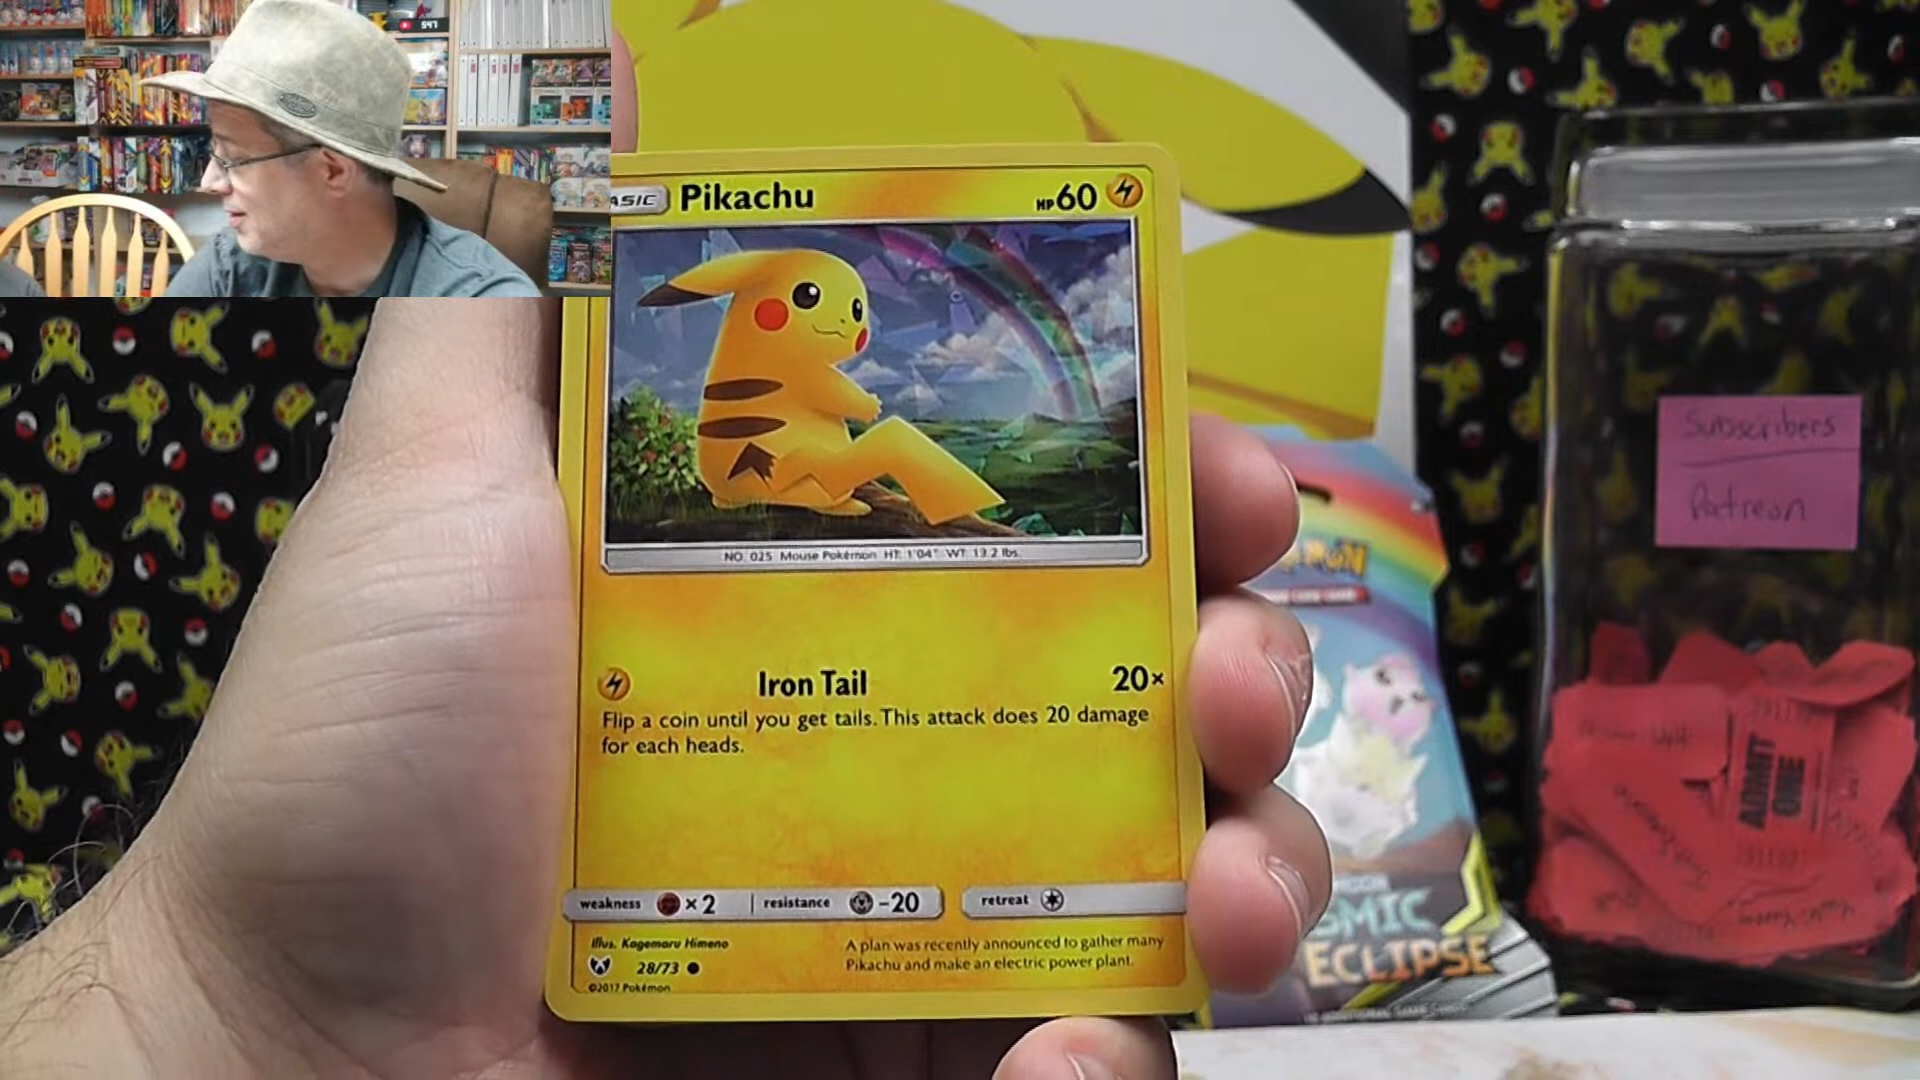 597
ASIC Pikachu HP60
NO. 025 Mouse Pokémon HT: 1'04" WT: 13.2 lbs.
Iron Tail 20×
Flip a coin until you get tails. This attack does 20 damage
for each heads.
weakness ×2 resistance -20 retreat
Illus. Kagemaru Himeno
28/73
©2017 Pokémon
A plan was recently announced to gather many
Pikachu and make an electric power plant.
SMIC
ECLIPSE
Subscribers
Patreon
ADMIT
ONE